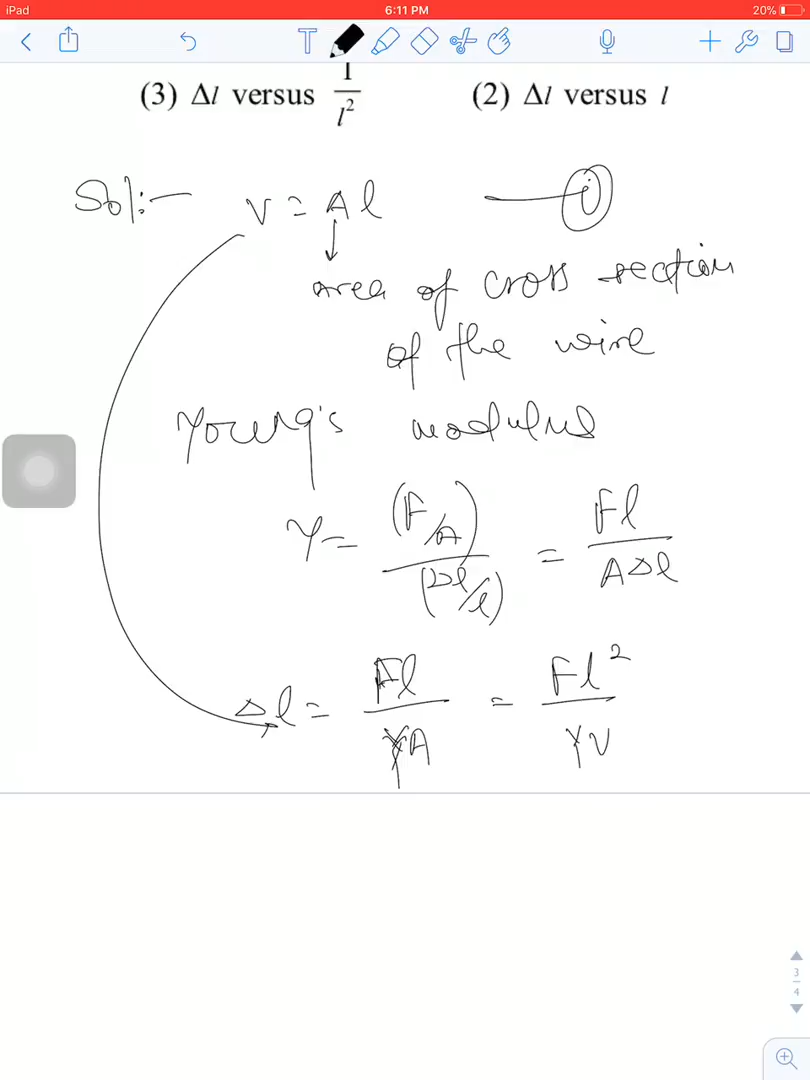 iPad 6:11 PM 20%
T
(3) Δl versus 1/l² (2) Δl versus l
Sol:- V = Al (i)
area of cross section
of the wire
Young's modulus
Y = (F/A)/(Δl/l) = Fl/AΔl
Δl = Fl/YA = Fl²/YV
3
4